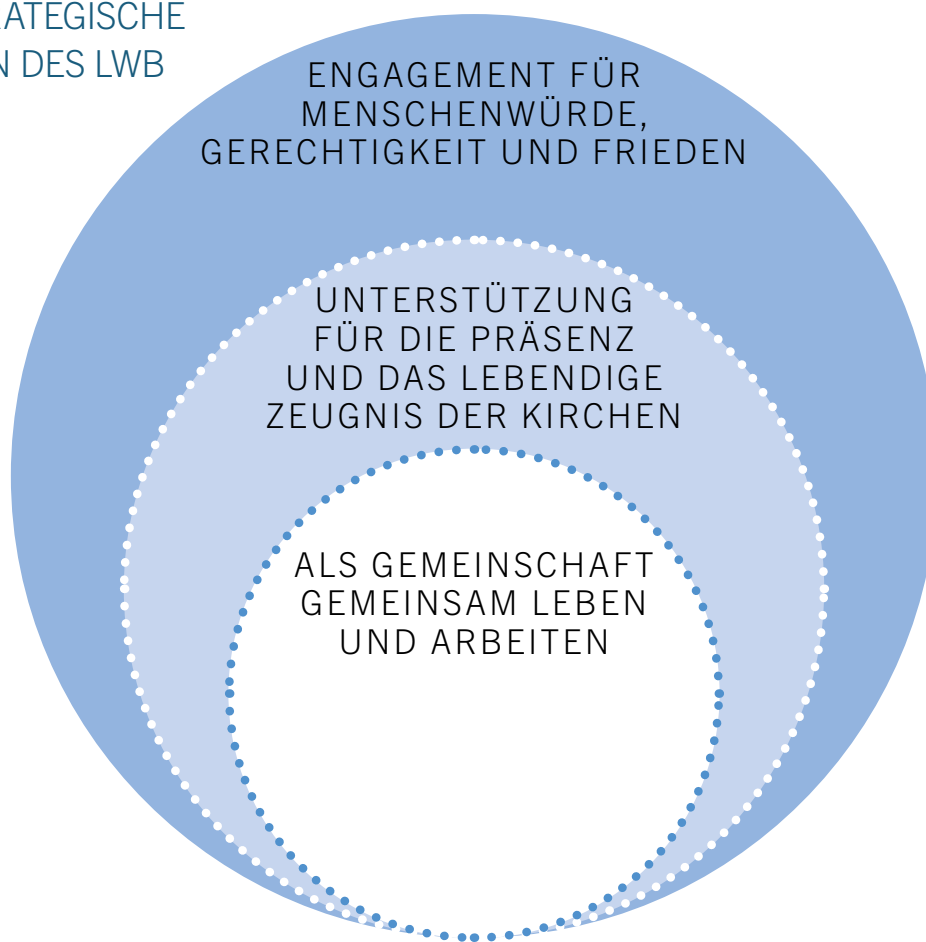 ATEGISCHE
N DES LWB
ENGAGEMENT FÜR
MENSCHENWÜRDE,
GERECHTIGKEIT UND FRIEDEN
UNTERSTÜTZUNG
FÜR DIE PRÄSENZ
UND DAS LEBENDIGE
ZEUGNIS DER KIRCHEN
ALS GEMEINSCHAFT
GEMEINSAM LEBEN
UND ARBEITEN